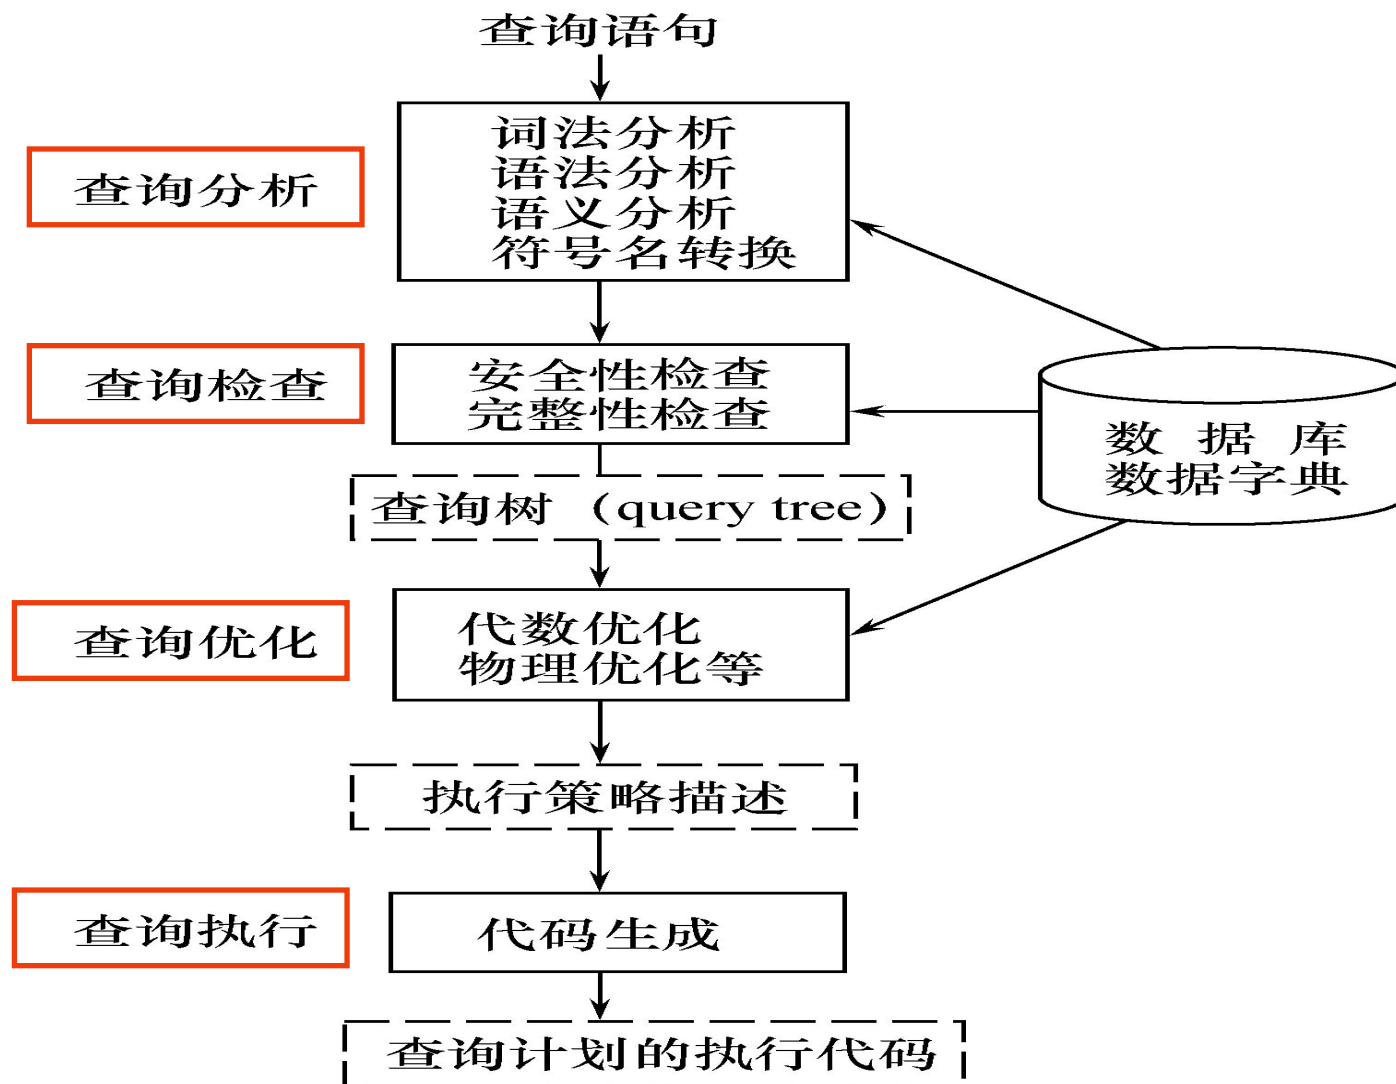 查询语句
查询分析
词法分析
语法分析
语义分析
符号名转换
查询检查
安全性检查
完整性检查
数 据 库
数据字典
查询树 （query tree）
查询优化
代数优化
物理优化等
执行策略描述
查询执行
代码生成
查询计划的执行代码